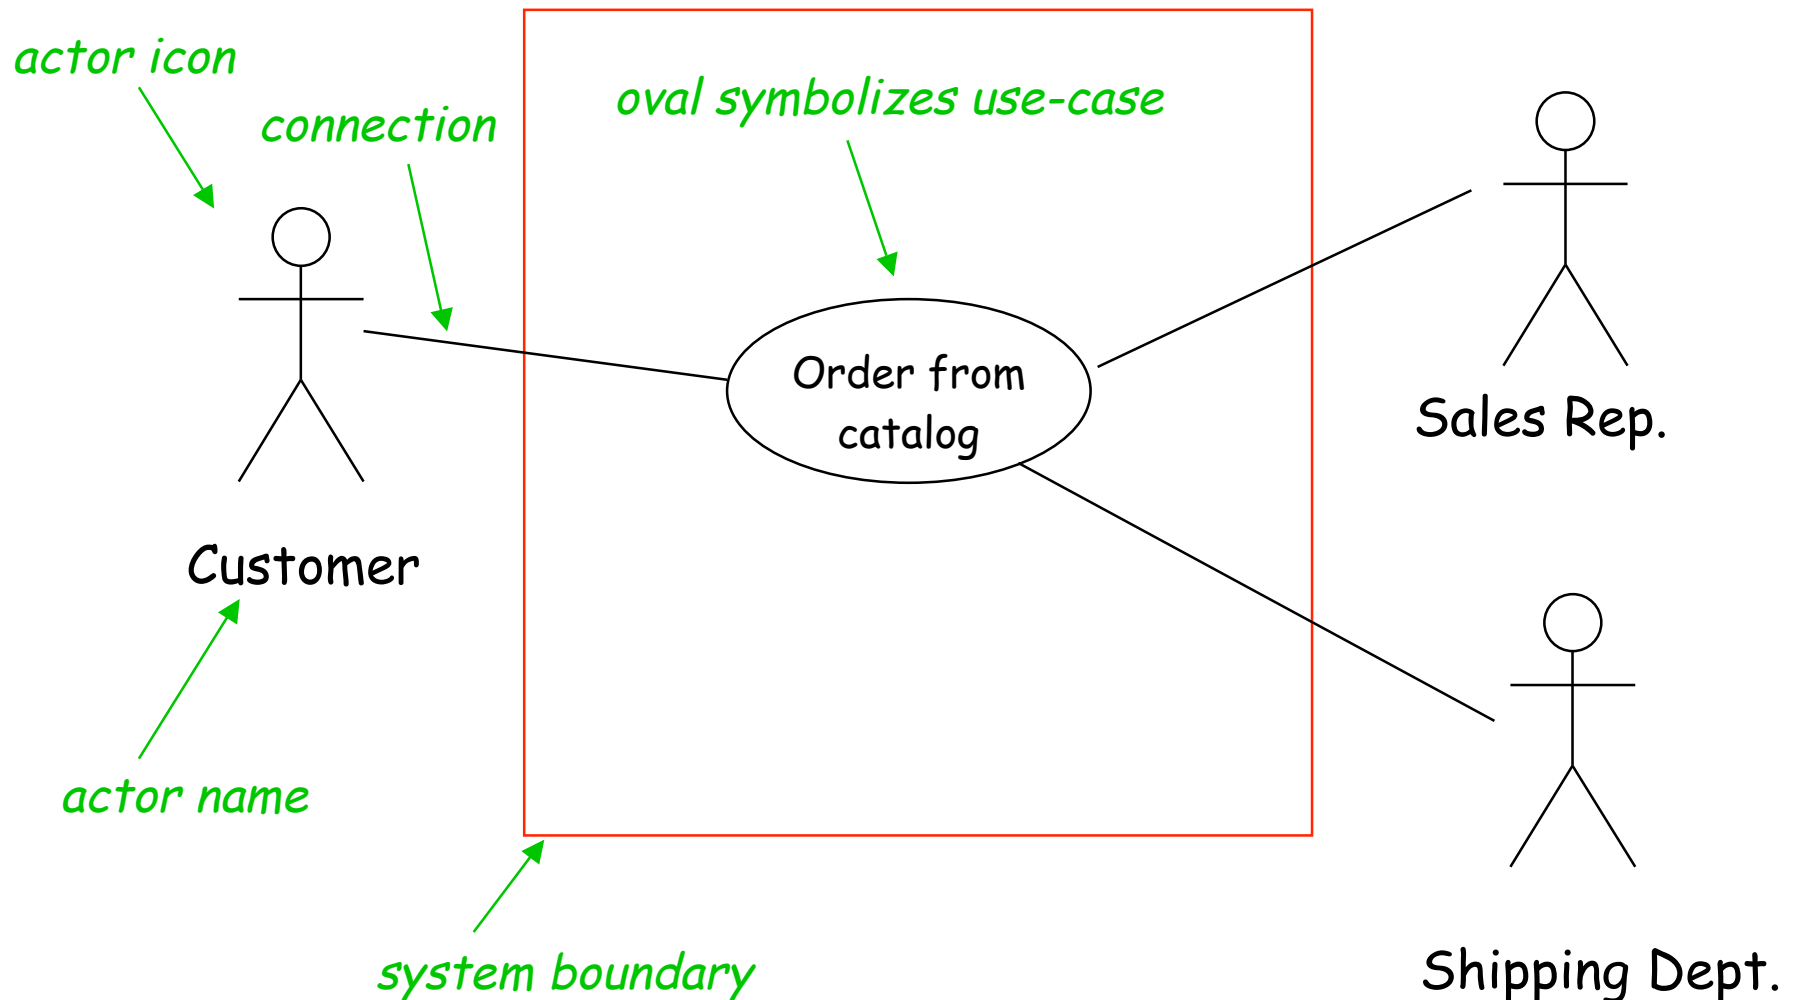 actor icon
connection
oval symbolizes use-case
Order from
catalog
Sales Rep.
Customer
actor name
system boundary
Shipping Dept.